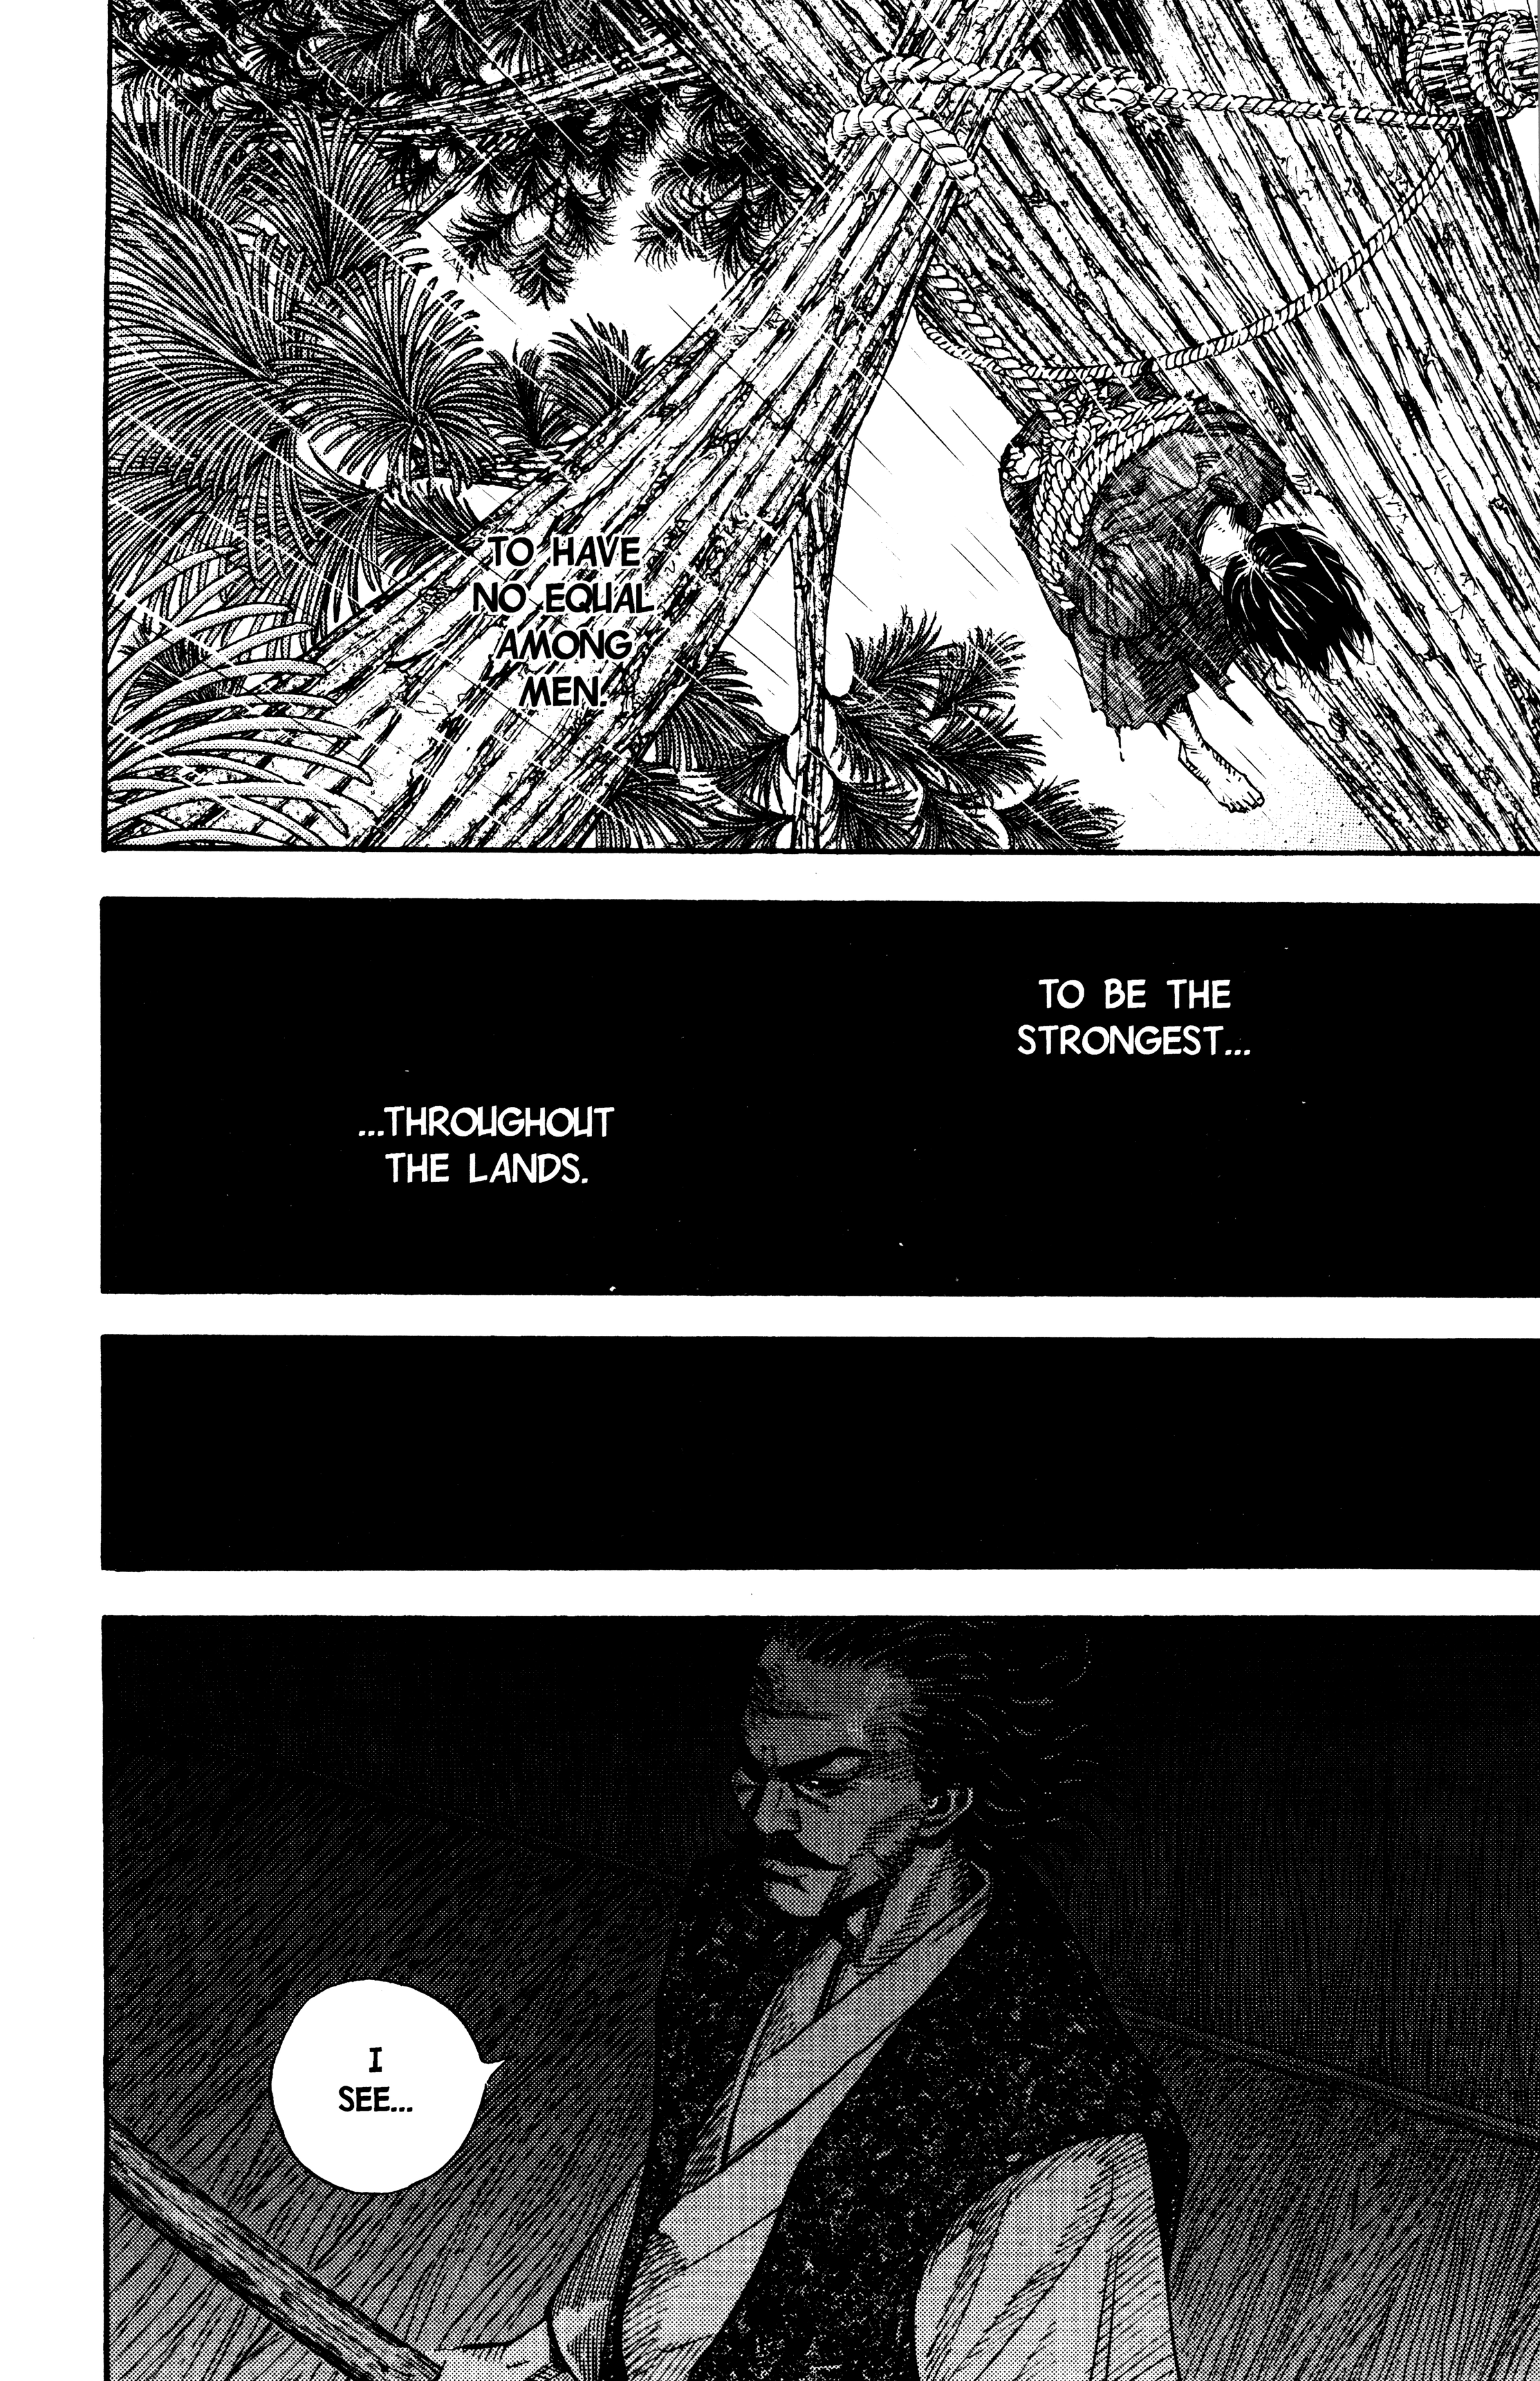 TO HAVE
NO EQUAL
AMONG
MEN.
TO BE THE
STRONGEST...
...THROUGHOUT
THE LANDS.
I
SEE...